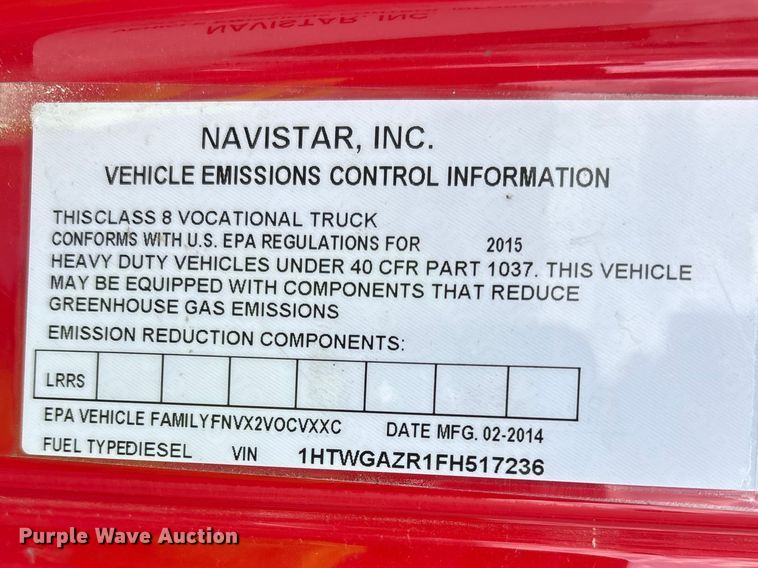 NAVISTAR, INC.
NAVISTAR, INC.
VEHICLE EMISSIONS CONTROL INFORMATION
THISCLASS 8 VOCATIONAL TRUCK
CONFORMS WITH U.S. EPA REGULATIONS FOR 2015
HEAVY DUTY VEHICLES UNDER 40 CFR PART 1037. THIS VEHICLE
MAY BE EQUIPPED WITH COMPONENTS THAT REDUCE
GREENHOUSE GAS EMISSIONS
EMISSION REDUCTION COMPONENTS:
LRRS
EPA VEHICLE FAMILYFNVX2VOCVXXC DATE MFG. 02-2014
FUEL TYPEDIESEL VIN 1HTWGAZR1FH517236
Purple Wave Auction